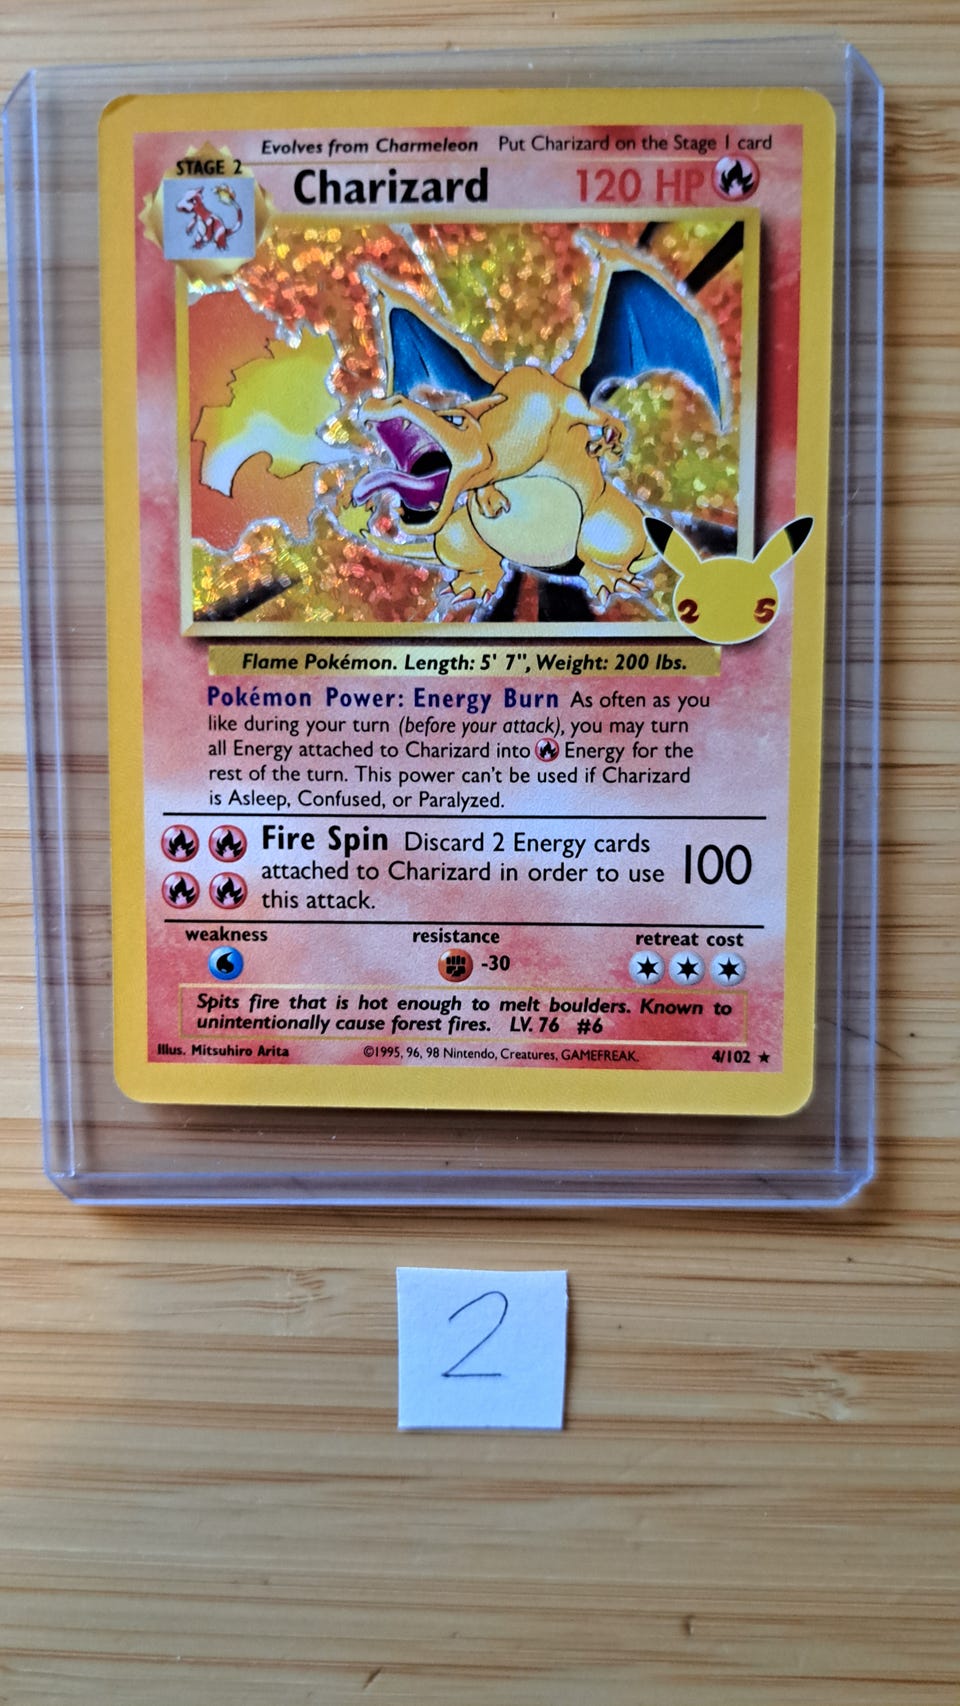 Evolves from Charmeleon Put Charizard on the Stage 1 card
STAGE 2
Charizard 120 HP
25
Flame Pokémon. Length: 5' 7", Weight: 200 lbs.
Pokémon Power: Energy Burn As often as you
like during your turn (before your attack), you may turn
all Energy attached to Charizard into Energy for the
rest of the turn. This power can't be used if Charizard
is Asleep, Confused, or Paralyzed.
Fire Spin Discard 2 Energy cards
attached to Charizard in order to use
this attack.
100
weakness resistance retreat cost
-30
Spits fire that is hot enough to melt boulders. Known to
unintentionally cause forest fires. LV. 76 #6
Illus. Mitsuhiro Arita ©1995, 96, 98 Nintendo, Creatures, GAMEFREAK. 4/102 ★
2